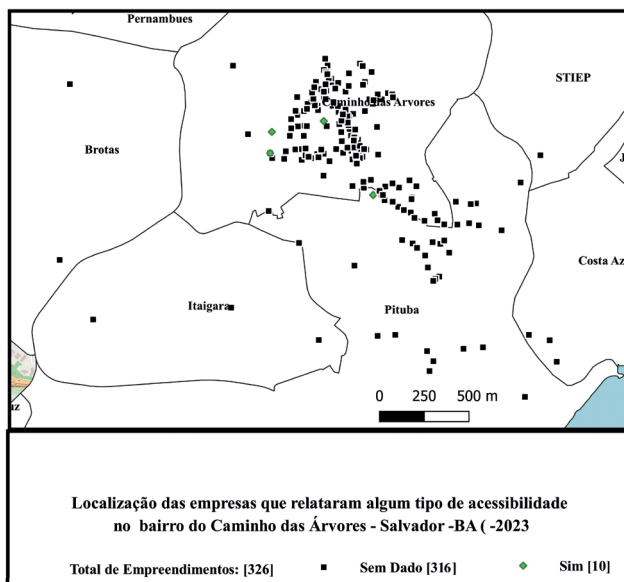 Pernambues
STIEP
Caminho das Arvores
Brotas
J
Costa Az
Itaigara
Pituba
0 250 500 m
uz
Localização das empresas que relataram algum tipo de acessibilidade
no bairro do Caminho das Árvores - Salvador -BA ( -2023
Total de Empreendimentos: [326] Sem Dado [316] Sim [10]